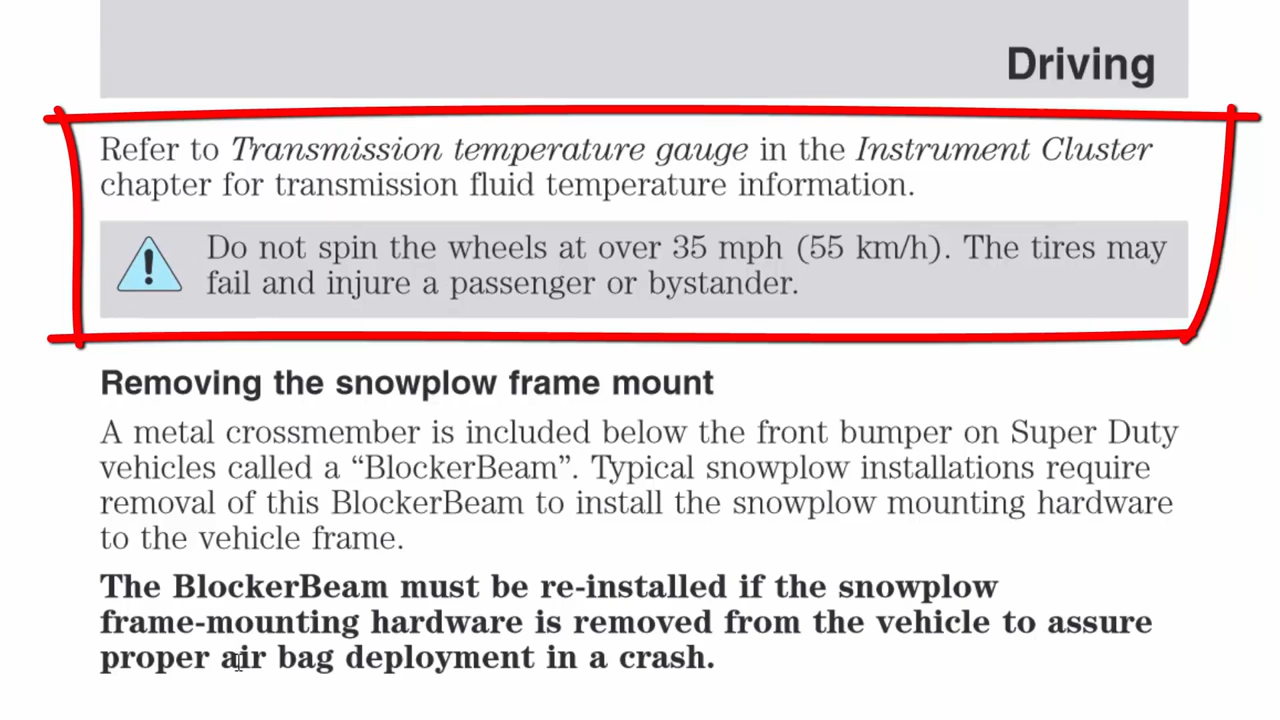 Driving
Refer to Transmission temperature gauge in the Instrument Cluster
chapter for transmission fluid temperature information.
Do not spin the wheels at over 35 mph (55 km/h). The tires may
fail and injure a passenger or bystander.
Removing the snowplow frame mount
A metal crossmember is included below the front bumper on Super Duty
vehicles called a “BlockerBeam”. Typical snowplow installations require
removal of this BlockerBeam to install the snowplow mounting hardware
to the vehicle frame.
The BlockerBeam must be re-installed if the snowplow
frame-mounting hardware is removed from the vehicle to assure
proper air bag deployment in a crash.